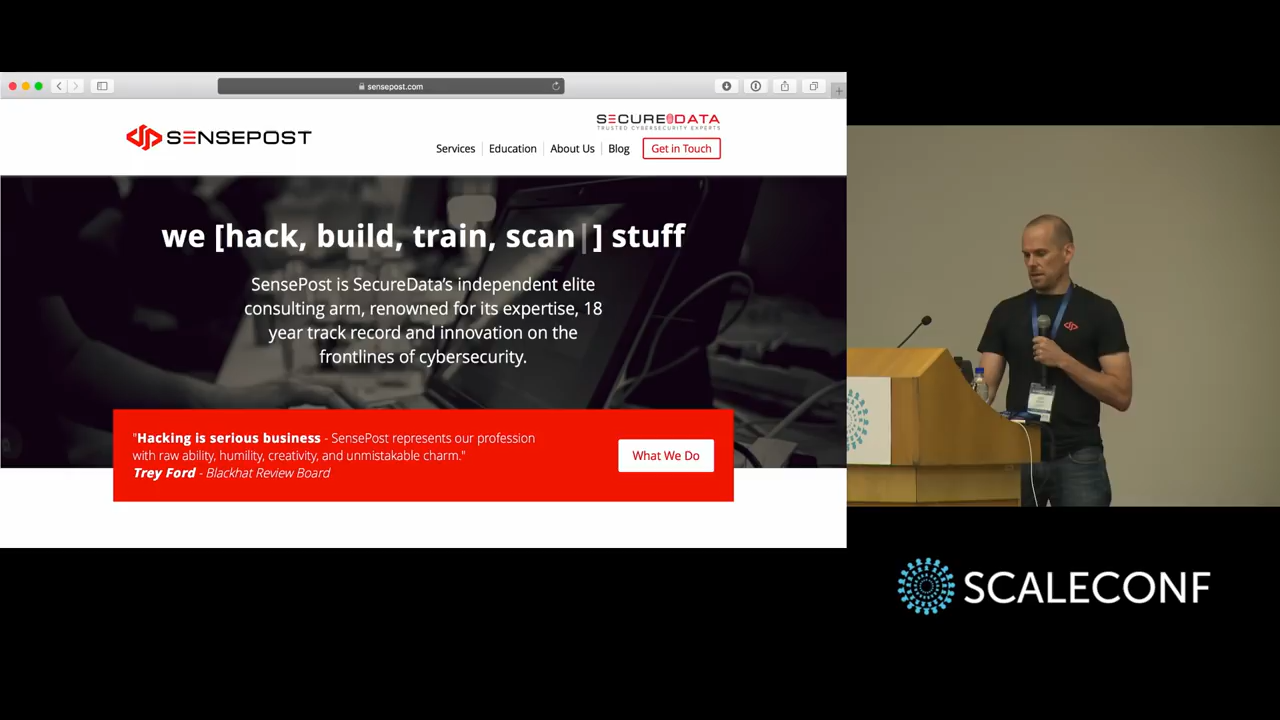 sensepost.com
SECUREDATA
TRUSTED CYBERSECURITY EXPERTS
SENSEPOST
Services
Education
About Us
Blog
Get in Touch
we [hack, build, train, scan|] stuff
SensePost is SecureData’s independent elite
consulting arm, renowned for its expertise, 18
year track record and innovation on the
frontlines of cybersecurity.
"Hacking is serious business - SensePost represents our profession
with raw ability, humility, creativity, and unmistakable charm."
Trey Ford - Blackhat Review Board
What We Do
SCALECONF